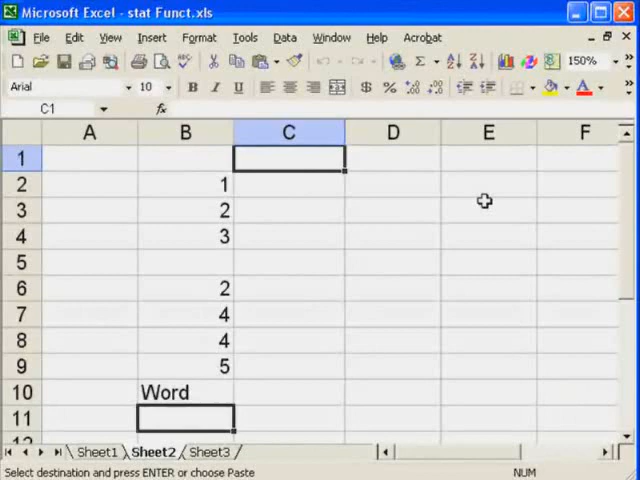 Microsoft Excel - stat Funct.xls
File Edit View Insert Format Tools Data Window Help Acrobat
150%
Arial 10 B I U $ % ,
C1 fx
A B C D E F
1
2 1
3 2
4 3
5
6 2
7 4
8 4
9 5
10 Word
11
12
Sheet1 Sheet2 Sheet3
Select destination and press ENTER or choose Paste NUM